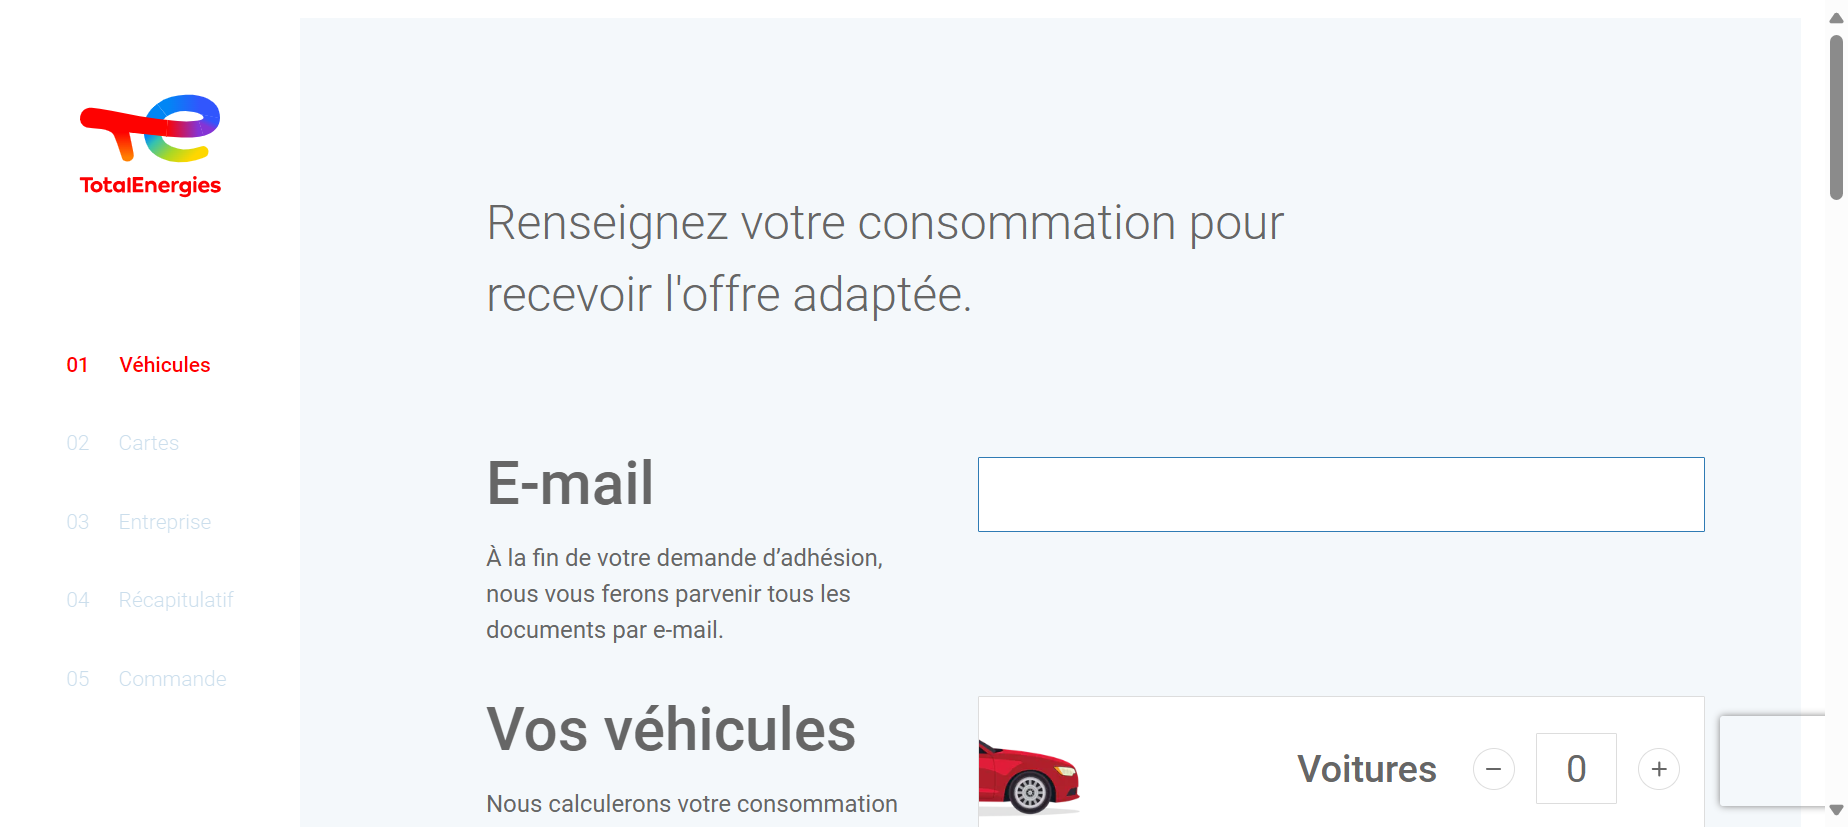 TotalEnergies
01 Véhicules
02 Cartes
03 Entreprise
04 Récapitulatif
05 Commande
Renseignez votre consommation pour
recevoir l'offre adaptée.
E-mail
À la fin de votre demande d’adhésion,
nous vous ferons parvenir tous les
documents par e-mail.
Vos véhicules
Nous calculerons votre consommation
Voitures − 0 +